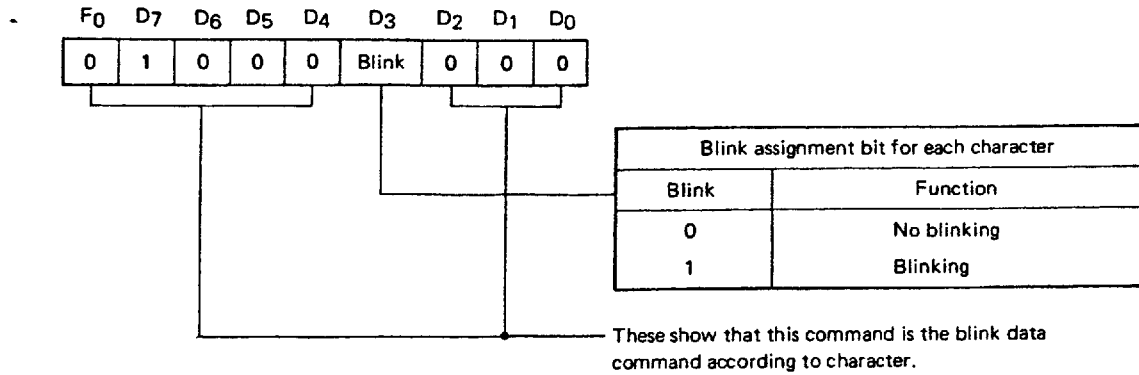 F0 D7 D6 D5 D4 D3 D2 D1 D0
0 1 0 0 0 Blink 0 0 0
Blink assignment bit for each character
Blink Function
0 No blinking
1 Blinking
These show that this command is the blink data
command according to character.